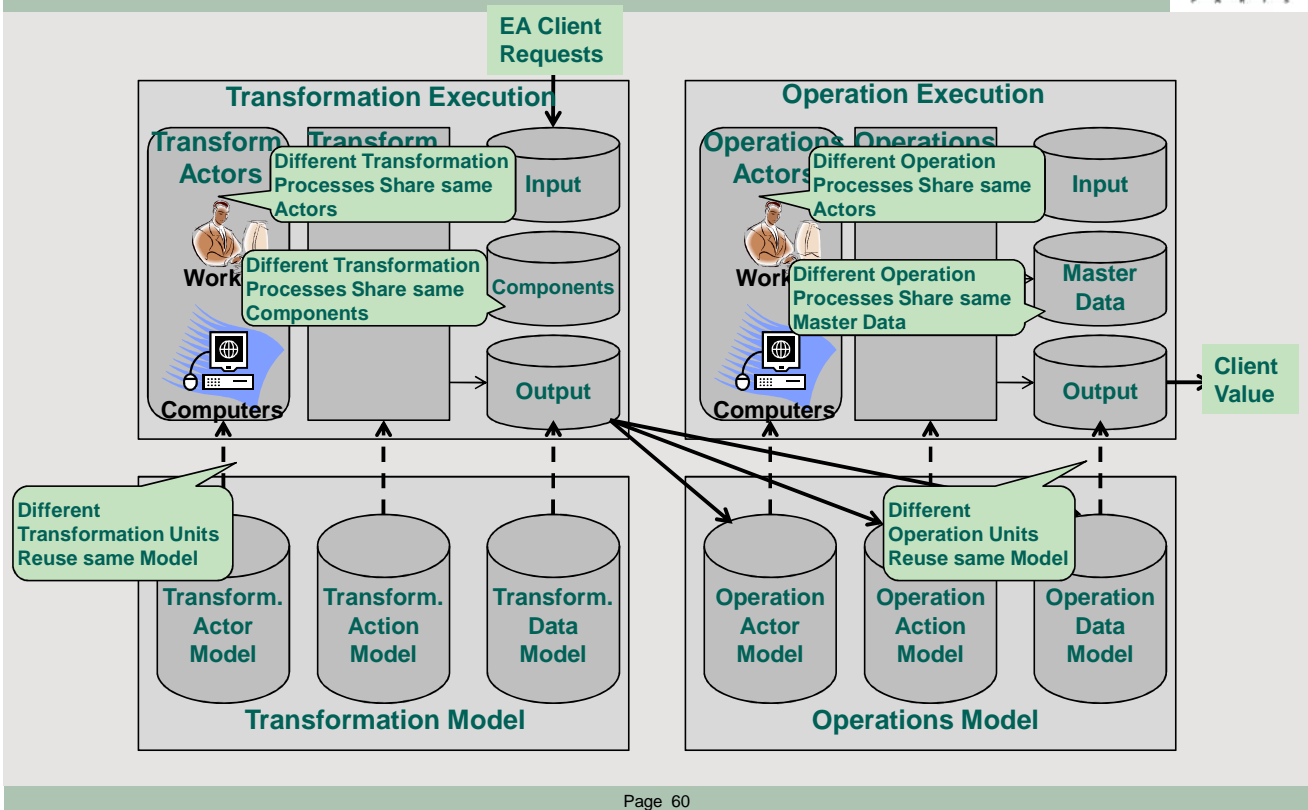 EA Client
Requests
Transformation Execution
Transform.
Actors
Transform.
Different Transformation
Processes Share same
Actors
Input
Different Transformation
Processes Share same
Components
Components
Work
Computers
Output
Operation Execution
Operations
Actors
Operations
Different Operation
Processes Share same
Actors
Input
Different Operation
Processes Share same
Master Data
Master
Data
Work
Computers
Output
Client
Value
Different
Transformation Units
Reuse same Model
Transform.
Actor
Model
Transform.
Action
Model
Transform.
Data
Model
Transformation Model
Different
Operation Units
Reuse same Model
Operation
Actor
Model
Operation
Action
Model
Operation
Data
Model
Operations Model
Page 60